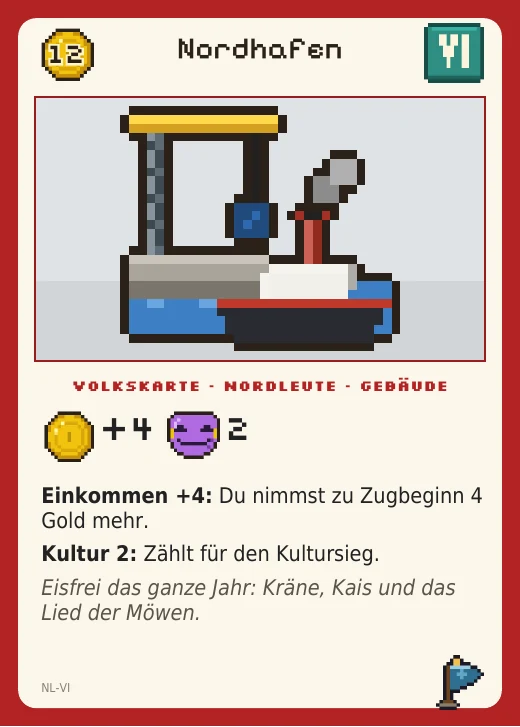 12
Nordhafen
VI
VOLKSKARTE - NORDLEUTE - GEBÄUDE
+4 2
Einkommen +4: Du nimmst zu Zugbeginn 4
Gold mehr.
Kultur 2: Zählt für den Kultursieg.
Eisfrei das ganze Jahr: Kräne, Kais und das
Lied der Möwen.
NL-VI